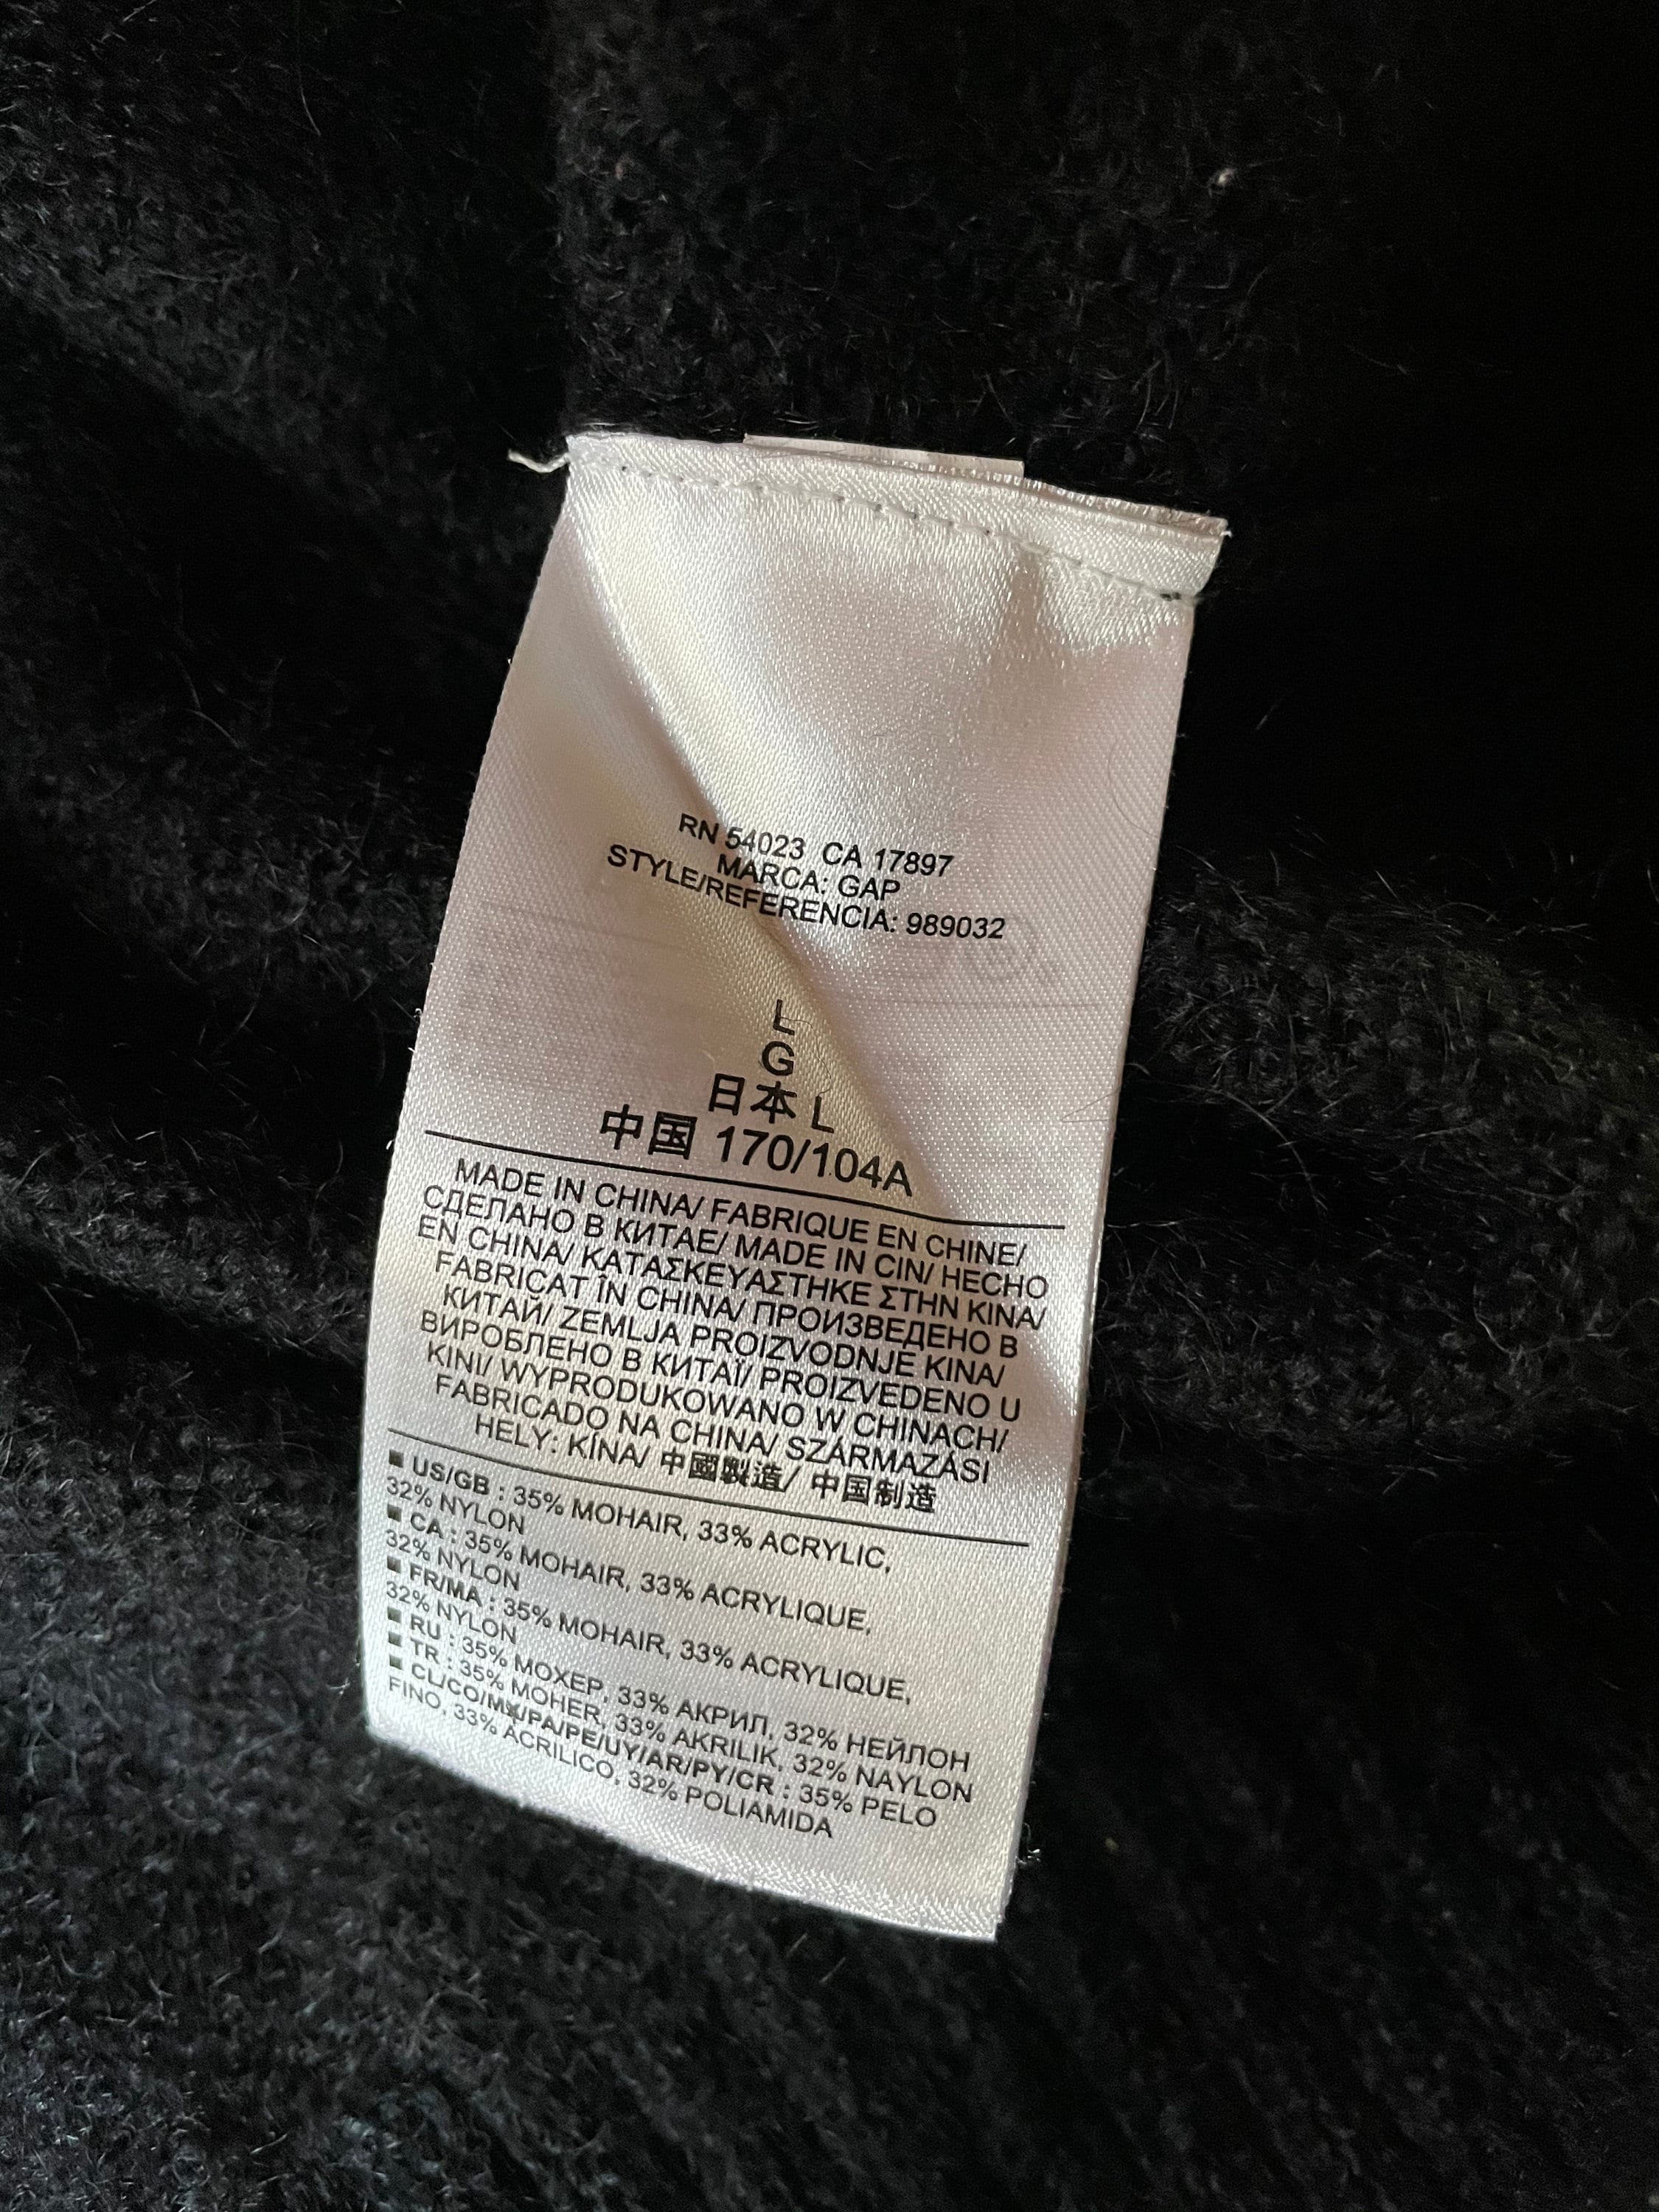 RN 54023 CA 17897
MARCA: GAP
STYLE/REFERENCIA: 989032
L
G
日本 L
中国 170/104A
MADE IN CHINA/ FABRIQUE EN CHINE/
СДЕЛАНО В КИТАЕ/ MADE IN CIN/ HECHO
EN CHINA/ ΚΑΤΑΣΚΕΥΑΣΤΗΚΕ ΣΤΗΝ ΚΙΝΑ/
FABRICAT ÎN CHINA/ ПРОИЗВЕДЕНО В
КИТАЙ/ ZEMLJA PROIZVODNJE KINA/
ВИРОБЛЕНО В КИТАЇ/ PROIZVEDENO U
KINI/ WYPRODUKOWANO W CHINACH/
FABRICADO NA CHINA/ SZÁRMAZÁSI
HELY: KÍNA/ 中國製造/ 中国制造
▪ US/GB : 35% MOHAIR, 33% ACRYLIC,
32% NYLON
▪ CA : 35% MOHAIR, 33% ACRYLIQUE,
32% NYLON
▪ FR/MA : 35% MOHAIR, 33% ACRYLIQUE,
32% NYLON
▪ RU : 35% МОХЕР, 33% АКРИЛ, 32% НЕЙЛОН
▪ TR : 35% MOHER, 33% AKRILIK, 32% NAYLON
▪ CL/CO/MX/PA/PE/UY/AR/PY/CR : 35% PELO
FINO, 33% ACRILICO, 32% POLIAMIDA